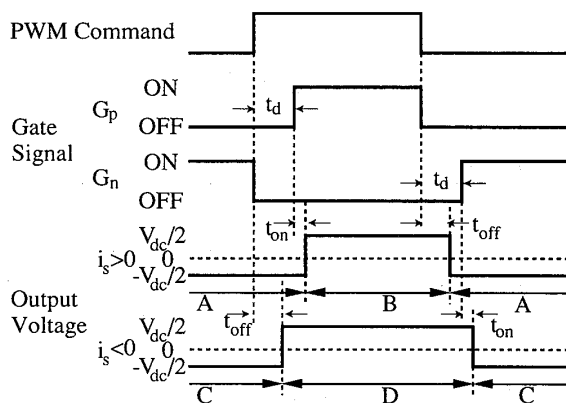 PWM Command
ON
G_p
t_d
OFF
Gate
Signal
ON
G_n
t_d
OFF
t_on
t_off
V_dc/2
i_s>0 0
-V_dc/2
A B A
Output
Voltage
t_off
t_on
V_dc/2
i_s<0 0
-V_dc/2
C D C